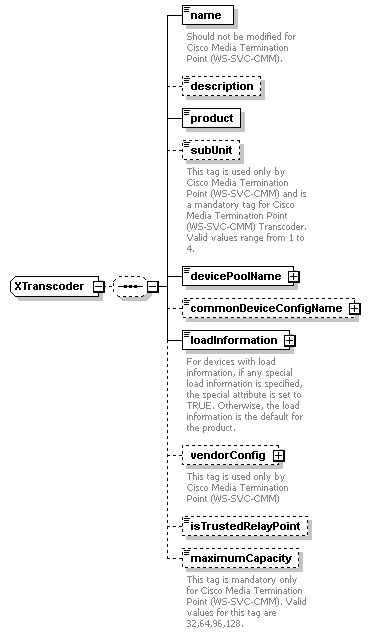 name
Should not be modified for
Cisco Media Termination
Point (WS-SVC-CMM).
description
product
subUnit
This tag is used only by
Cisco Media Termination
Point (WS-SVC-CMM) and is
a mandatory tag for Cisco
Media Termination Point
(WS-SVC-CMM) Transcoder.
Valid values range from 1 to
4.
XTranscoder
devicePoolName
commonDeviceConfigName
loadInformation
For devices with load
information, if any special
load information is specified,
the special attribute is set to
TRUE. Otherwise, the load
information is the default for
the product.
vendorConfig
This tag is used only by
Cisco Media Termination
Point (WS-SVC-CMM)
isTrustedRelayPoint
maximumCapacity
This tag is mandatory only
for Cisco Media Termination
Point (WS-SVC-CMM). Valid
values for this tag are
32,64,96,128.